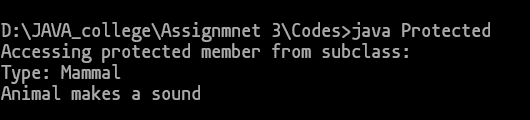 D:\JAVA_college\Assignmnet 3\Codes>java Protected
Accessing protected member from subclass:
Type: Mammal
Animal makes a sound